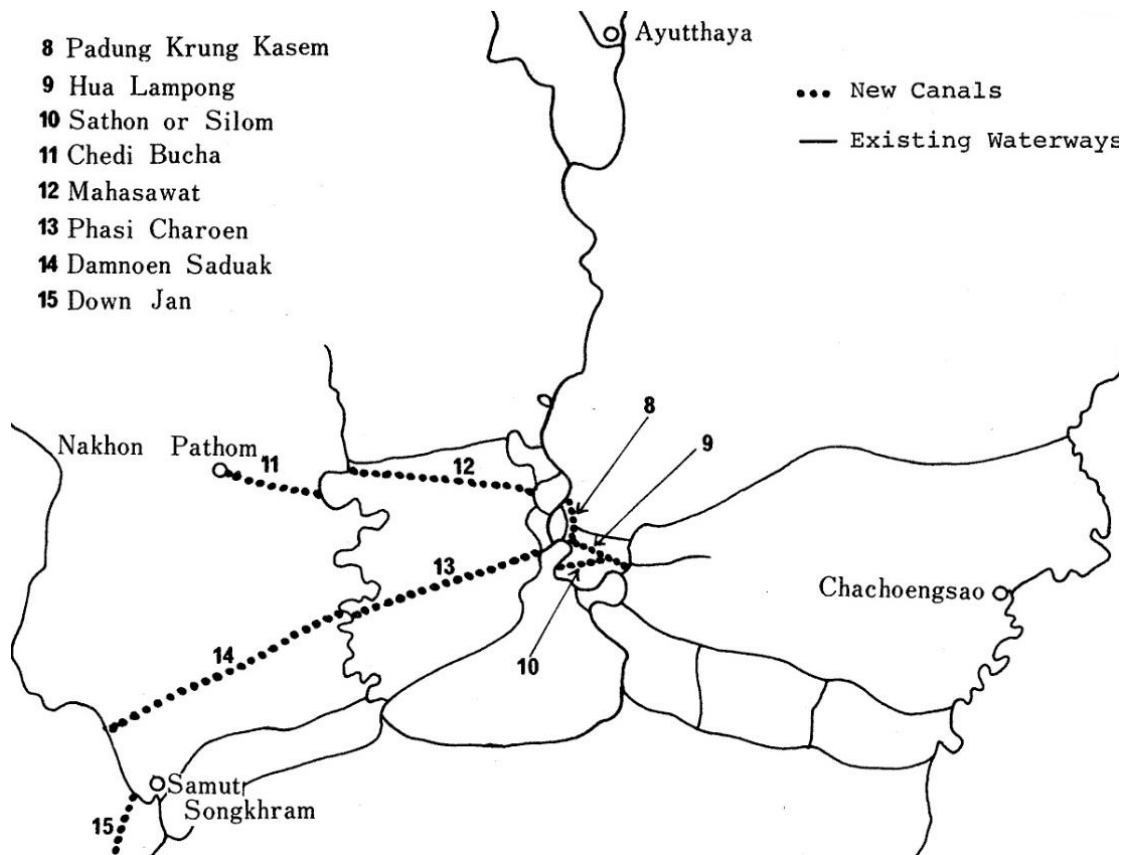 8 Padung Krung Kasem
9 Hua Lampong
10 Sathon or Silom
11 Chedi Bucha
12 Mahasawat
13 Phasi Charoen
14 Damnoen Saduak
15 Down Jan
Ayutthaya
••• New Canals
— Existing Waterways
8
9
Nakhon Pathom
11
12
13
Chachoengsao
14
10
Samut
Songkhram
15